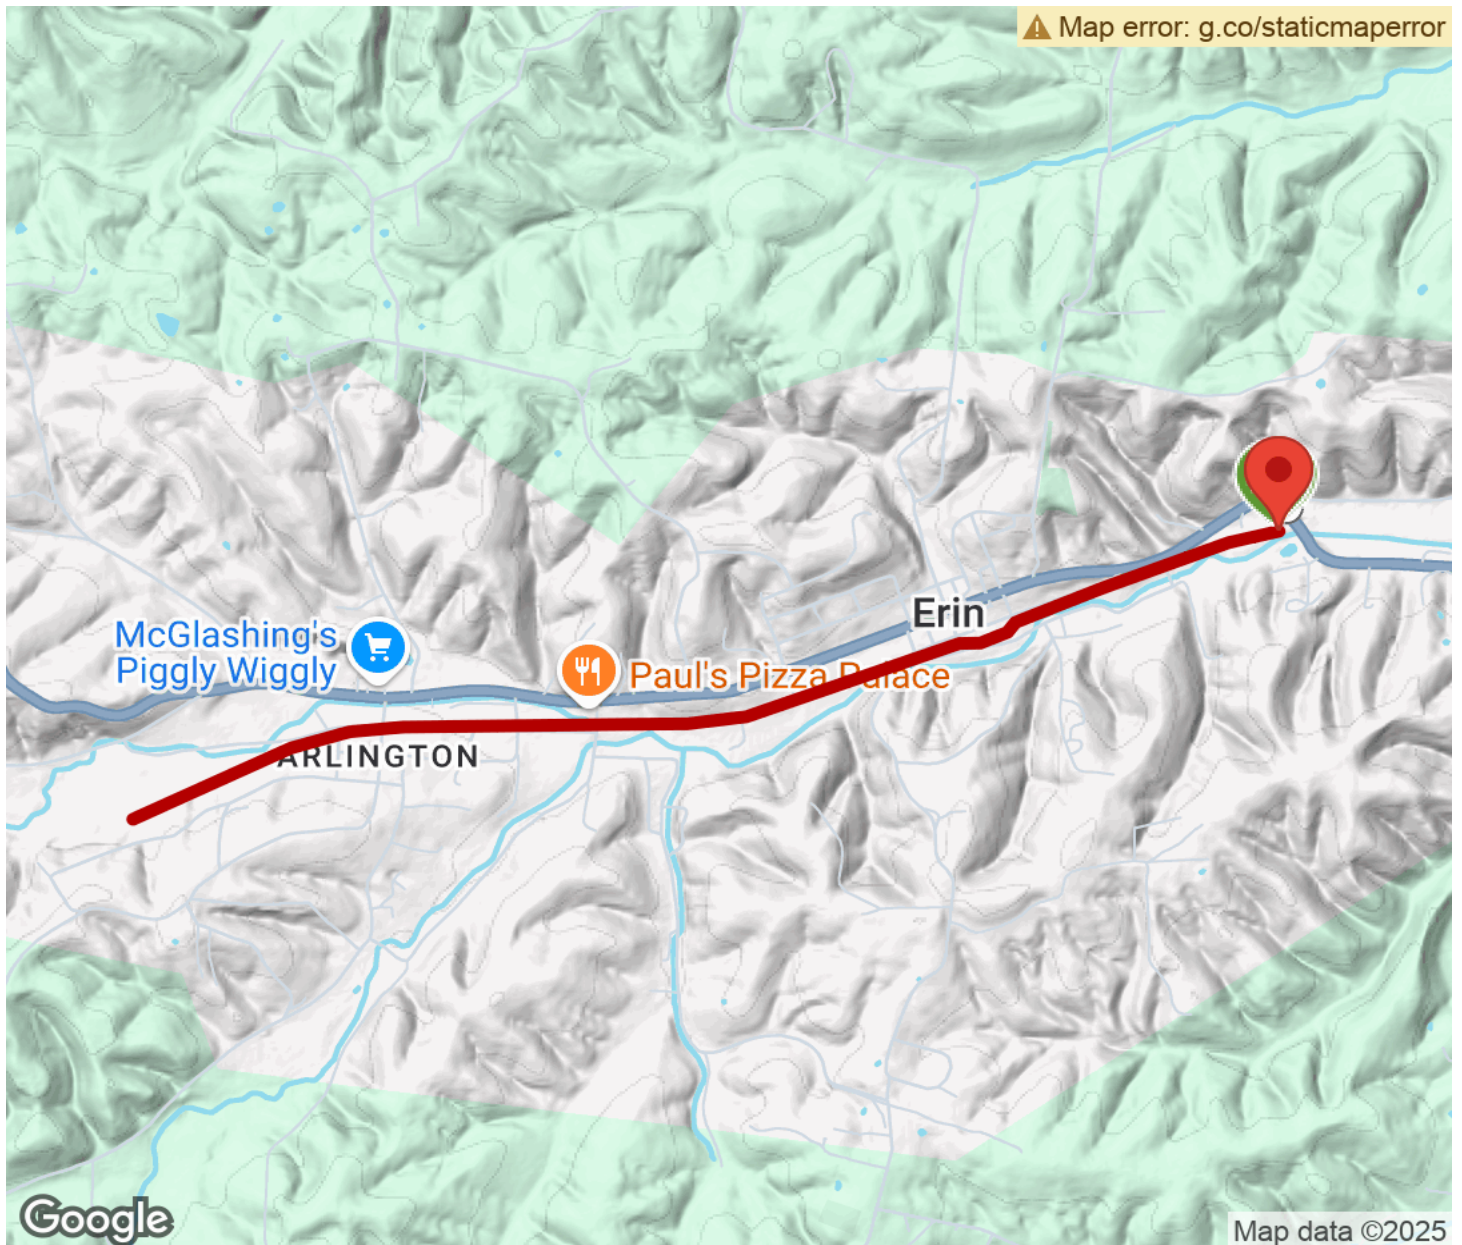 Map error: g.co/staticmaperror
Erin
McGlashing's
Piggly Wiggly
Paul's Pizza Palace
ARLINGTON
Google
Map data ©2025